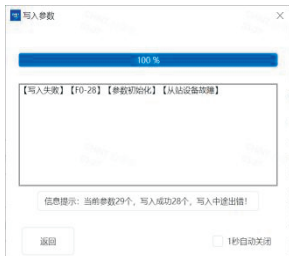 写入参数
100 %
【写入失败】【F0-28】【参数初始化】【从站设备故障】
信息提示：当前参数29个，写入成功28个，写入中途出错！
返回
1秒自动关闭